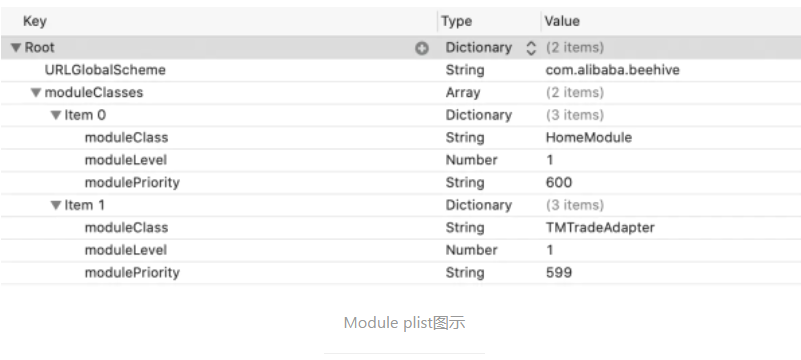 Key Type Value
Root Dictionary (2 items)
URLGlobalScheme String com.alibaba.beehive
moduleClasses Array (2 items)
Item 0 Dictionary (3 items)
moduleClass String HomeModule
moduleLevel Number 1
modulePriority String 600
Item 1 Dictionary (3 items)
moduleClass String TMTradeAdapter
moduleLevel Number 1
modulePriority String 599
Module plist图示